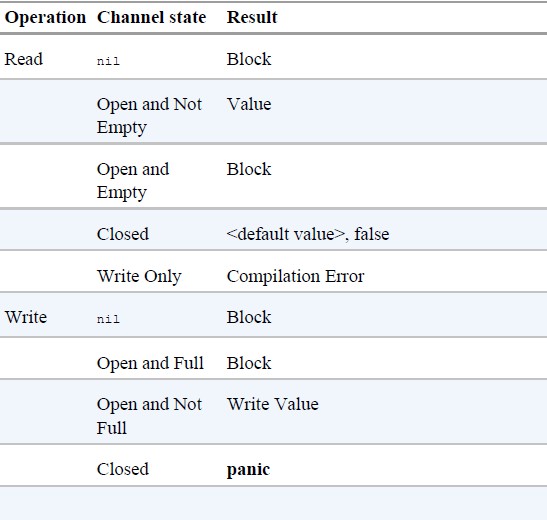 Operation Channel state Result
Read nil Block
Open and Not Value
Empty
Open and Block
Empty
Closed <default value>, false
Write Only Compilation Error
Write nil Block
Open and Full Block
Open and Not Write Value
Full
Closed panic